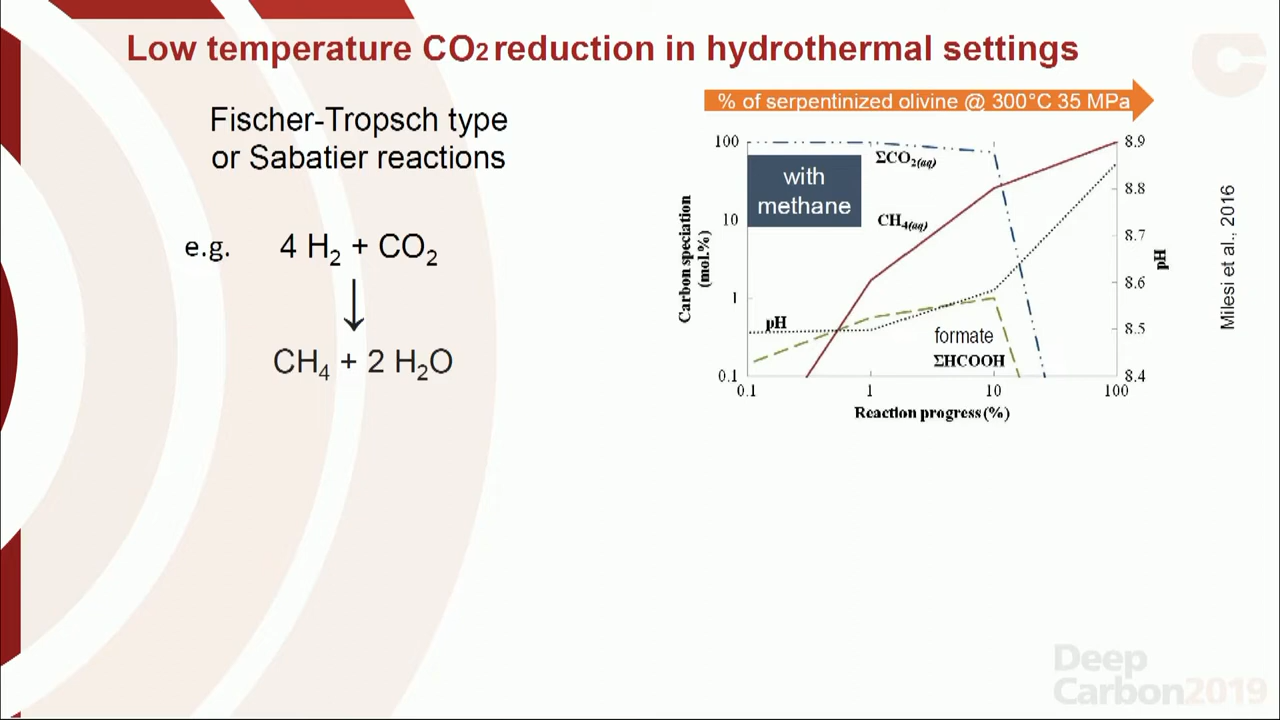 Low temperature CO2 reduction in hydrothermal settings
Fischer-Tropsch type
or Sabatier reactions
e.g. 4 H₂ + CO₂
↓
CH₄ + 2 H₂O
% of serpentinized olivine @ 300°C 35 MPa
100
10
1
0.1
Carbon speciation
(mol.%)
with
methane
ΣCO₂(aq)
CH₄(aq)
pH
formate
ΣHCOOH
8.9
8.8
8.7
8.6
8.5
8.4
pH
0.1 1 10 100
Reaction progress (%)
Milesi et al., 2016
Deep
Carbon2019